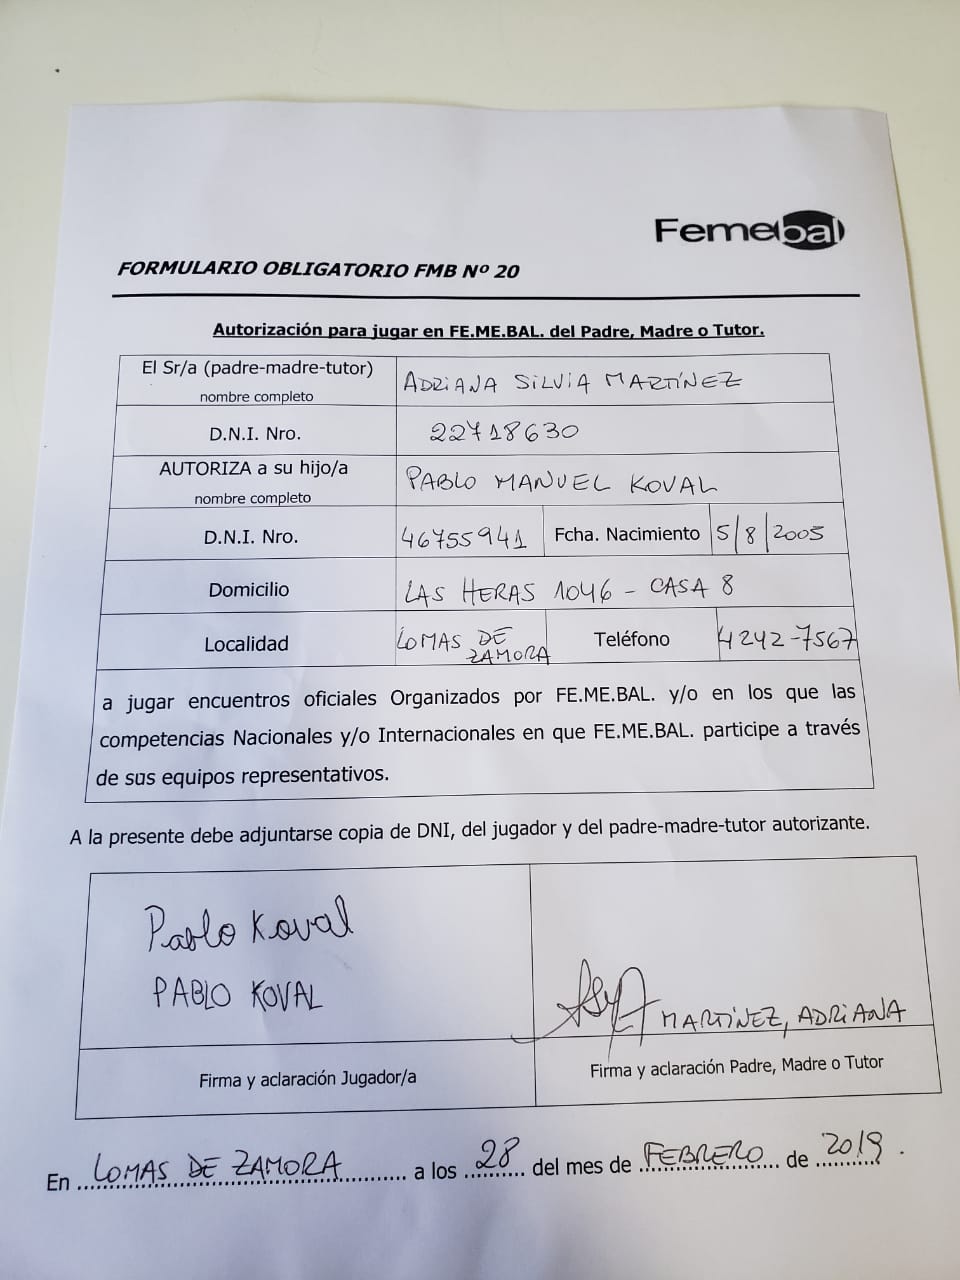 Femebal
FORMULARIO OBLIGATORIO FMB Nº 20
Autorización para jugar en FE.ME.BAL. del Padre, Madre o Tutor.
El Sr/a (padre-madre-tutor)
nombre completo
ADRIANA SILVIA MARTÍNEZ
D.N.I. Nro.
22718630
AUTORIZA a su hijo/a
nombre completo
PABLO MANUEL KOVAL
D.N.I. Nro.
46755941
Fcha. Nacimiento
5/8/2005
Domicilio
LAS HERAS 1046 - CASA 8
Localidad
LOMAS DE
ZAMORA
Teléfono
4242-7567
a jugar encuentros oficiales Organizados por FE.ME.BAL. y/o en los que las
competencias Nacionales y/o Internacionales en que FE.ME.BAL. participe a través
de sus equipos representativos.
A la presente debe adjuntarse copia de DNI, del jugador y del padre-madre-tutor autorizante.
Pablo Koval
PABLO KOVAL
MARTÍNEZ, ADRIANA
Firma y aclaración Jugador/a
Firma y aclaración Padre, Madre o Tutor
En LOMAS DE ZAMORA a los 28 del mes de FEBRERO de 2019.